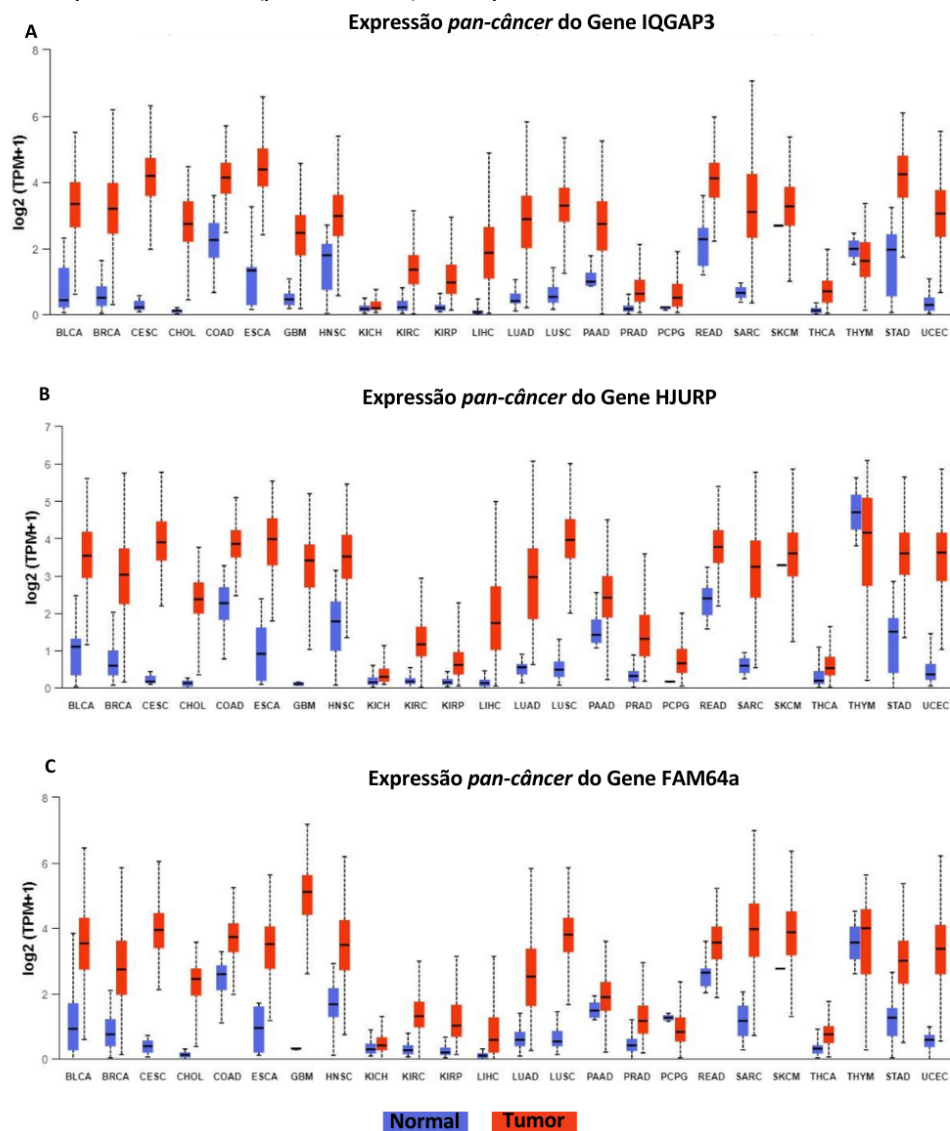 A
Expressão pan-câncer do Gene IQGAP3
log2 (TPM+1)
8
6
4
2
0
BLCA BRCA CESC CHOL COAD ESCA GBM HNSC KICH KIRC KIRP LIHC LUAD LUSC PAAD PRAD PCPG READ SARC SKCM THCA THYM STAD UCEC
B
Expressão pan-câncer do Gene HJURP
log2 (TPM+1)
7
6
5
4
3
2
1
0
BLCA BRCA CESC CHOL COAD ESCA GBM HNSC KICH KIRC KIRP LIHC LUAD LUSC PAAD PRAD PCPG READ SARC SKCM THCA THYM STAD UCEC
C
Expressão pan-câncer do Gene FAM64a
log2 (TPM+1)
8
6
4
2
0
BLCA BRCA CESC CHOL COAD ESCA GBM HNSC KICH KIRC KIRP LIHC LUAD LUSC PAAD PRAD PCPG READ SARC SKCM THCA THYM STAD UCEC
Normal Tumor